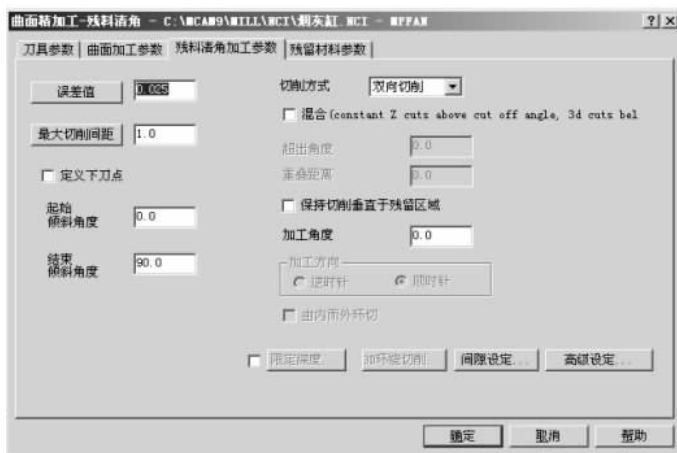 曲面精加工-残料清角 - C:\MCAM9\MILL\NCI\烟灰缸.NCI - MPFAN
刀具参数 曲面加工参数 残料清角加工参数 残留材料参数
误差值 0.025 切削方式 双向切削
混合(constant Z cuts above cut off angle, 3d cuts bel
最大切削间距 1.0
超出角度 0.0
重叠距离 0.0
定义下刀点
保持切削垂直于残留区域
起始
倾斜角度 0.0
加工角度 0.0
结束
倾斜角度 90.0
加工方向
逆时针 顺时针
由内而外环切
限定深度 加环绕切削 间隙设定... 高级设定...
确定 取消 帮助